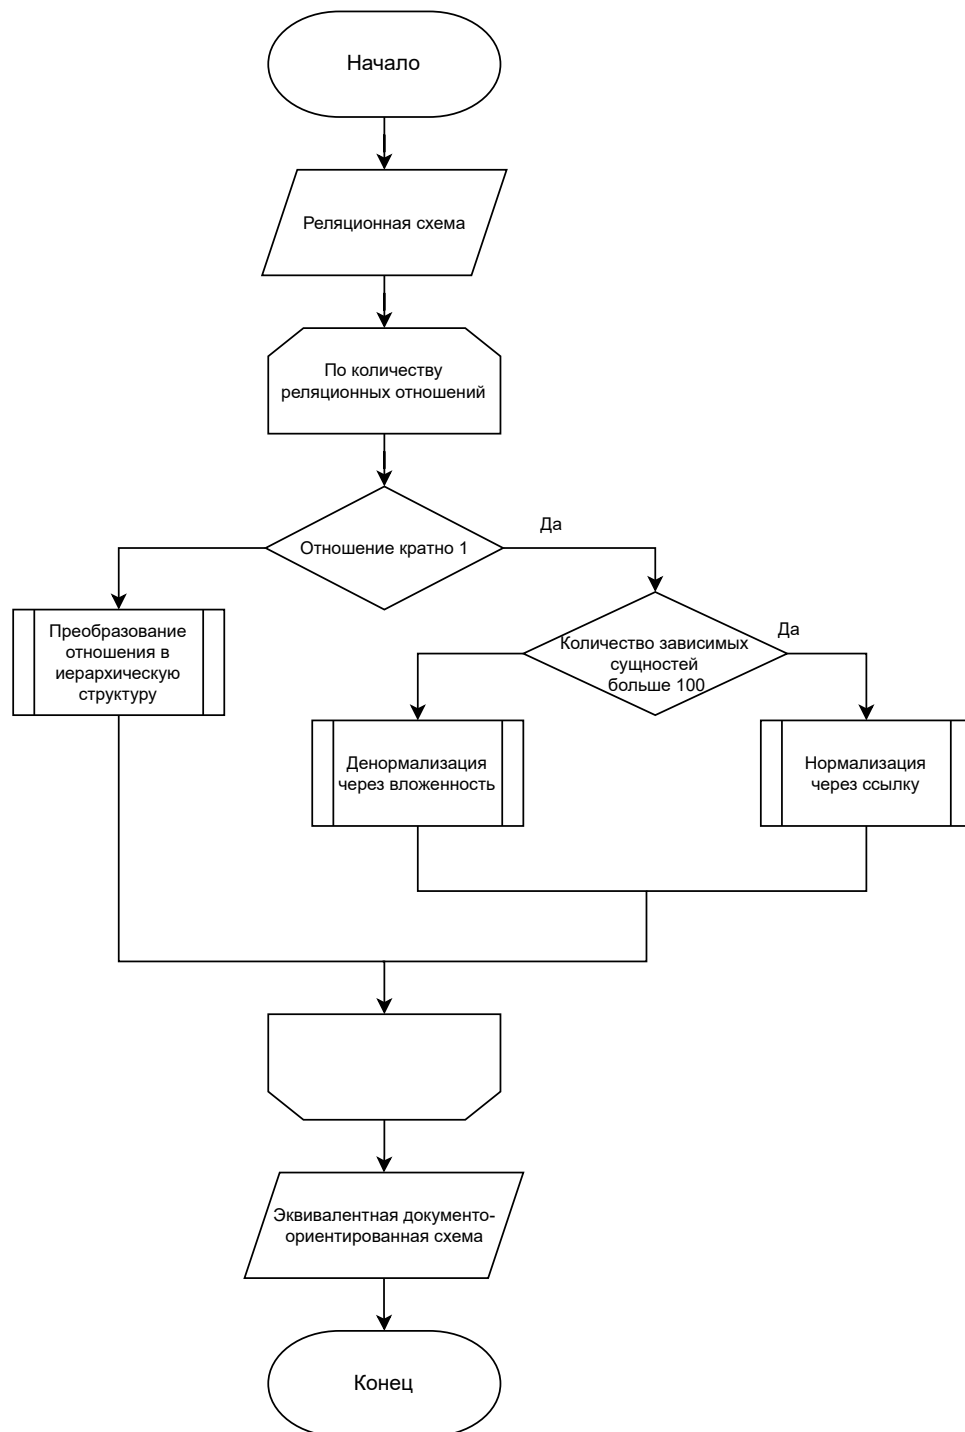 Начало
Реляционная схема
По количеству
реляционных отношений
Отношение кратно 1
Да
Преобразование
отношения в
иерархическую
структуру
Количество зависимых
сущностей
больше 100
Да
Денормализация
через вложенность
Нормализация
через ссылку
Эквивалентная документо-
ориентированная схема
Конец